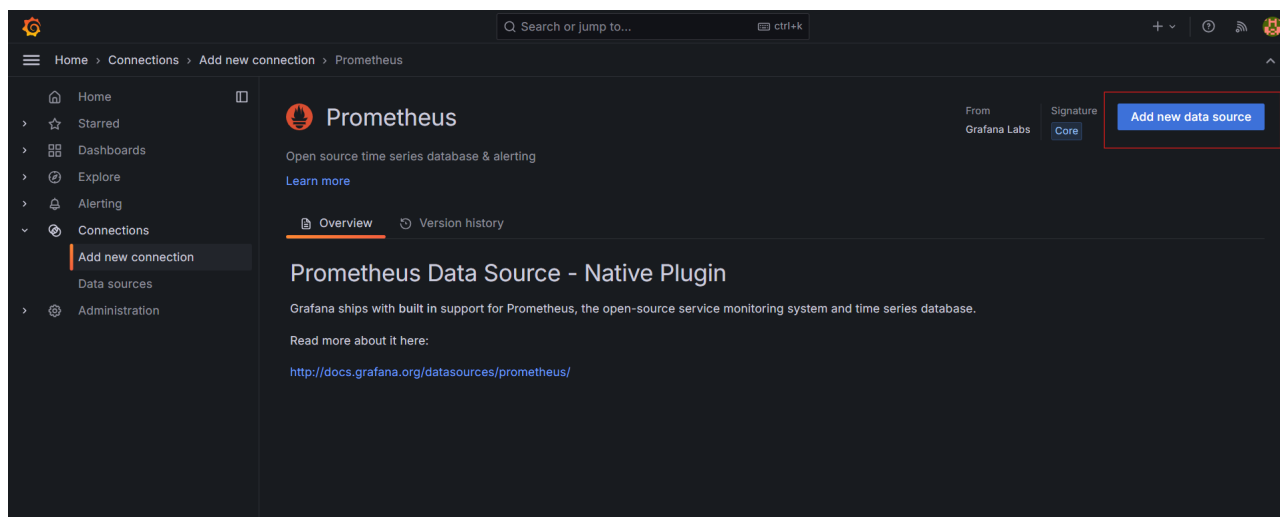 Search or jump to... ctrl+k
Home › Connections › Add new connection › Prometheus
Home
Starred
Dashboards
Explore
Alerting
Connections
Add new connection
Data sources
Administration
Prometheus
From
Grafana Labs
Signature
Core
Add new data source
Open source time series database & alerting
Learn more
Overview Version history
Prometheus Data Source - Native Plugin
Grafana ships with built in support for Prometheus, the open-source service monitoring system and time series database.
Read more about it here:
http://docs.grafana.org/datasources/prometheus/